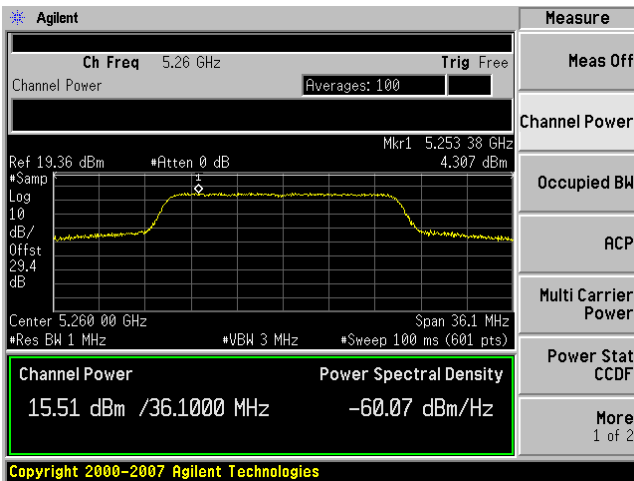 Agilent
Measure
Ch Freq 5.26 GHz Trig Free
Channel Power Averages: 100
Meas Off
Channel Power
Occupied BW
ACP
Multi Carrier
Power
Power Stat
CCDF
More
1 of 2
Mkr1 5.253 38 GHz
Ref 19.36 dBm #Atten 0 dB 4.307 dBm
#Samp
Log
10
dB/
Offst
29.4
dB
1
Center 5.260 00 GHz Span 36.1 MHz
#Res BW 1 MHz #VBW 3 MHz #Sweep 100 ms (601 pts)
Channel Power Power Spectral Density
15.51 dBm /36.1000 MHz -60.07 dBm/Hz
Copyright 2000-2007 Agilent Technologies